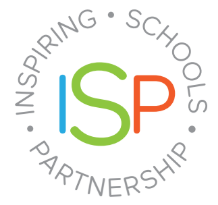 INSPIRING • SCHOOLS • PARTNERSHIP •
ISP